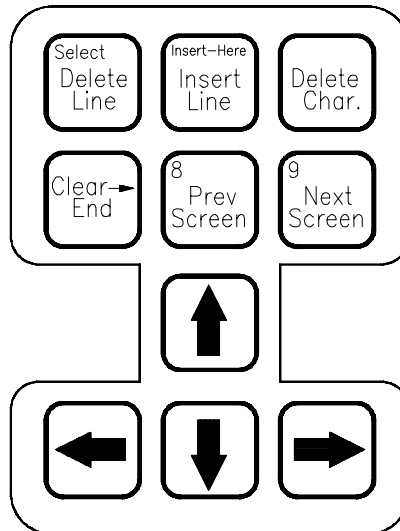 Select
Delete
Line
Insert-Here
Insert
Line
Delete
Char.
Clear→
End
8
Prev
Screen
9
Next
Screen